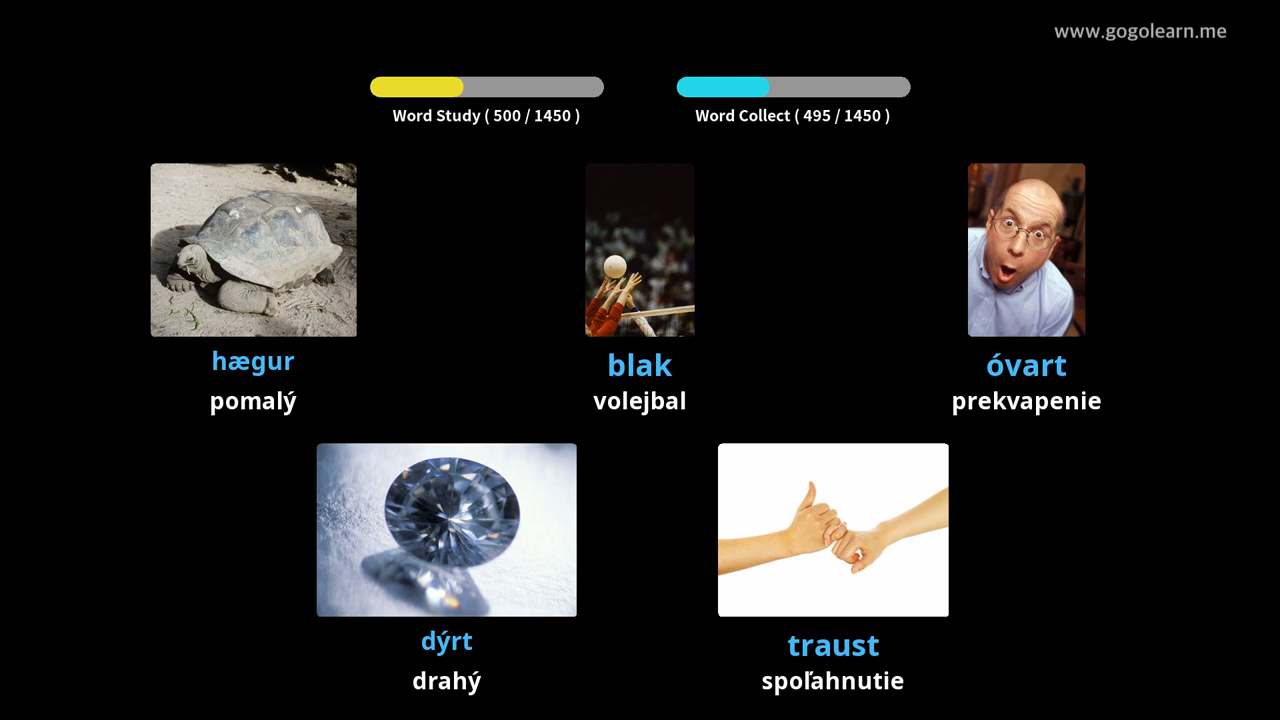 www.gogolearn.me
Word Study ( 500 / 1450 )
Word Collect ( 495 / 1450 )
hægur
blak
óvart
pomalý
volejbal
prekvapenie
dýrt
traust
drahý
spoľahnutie